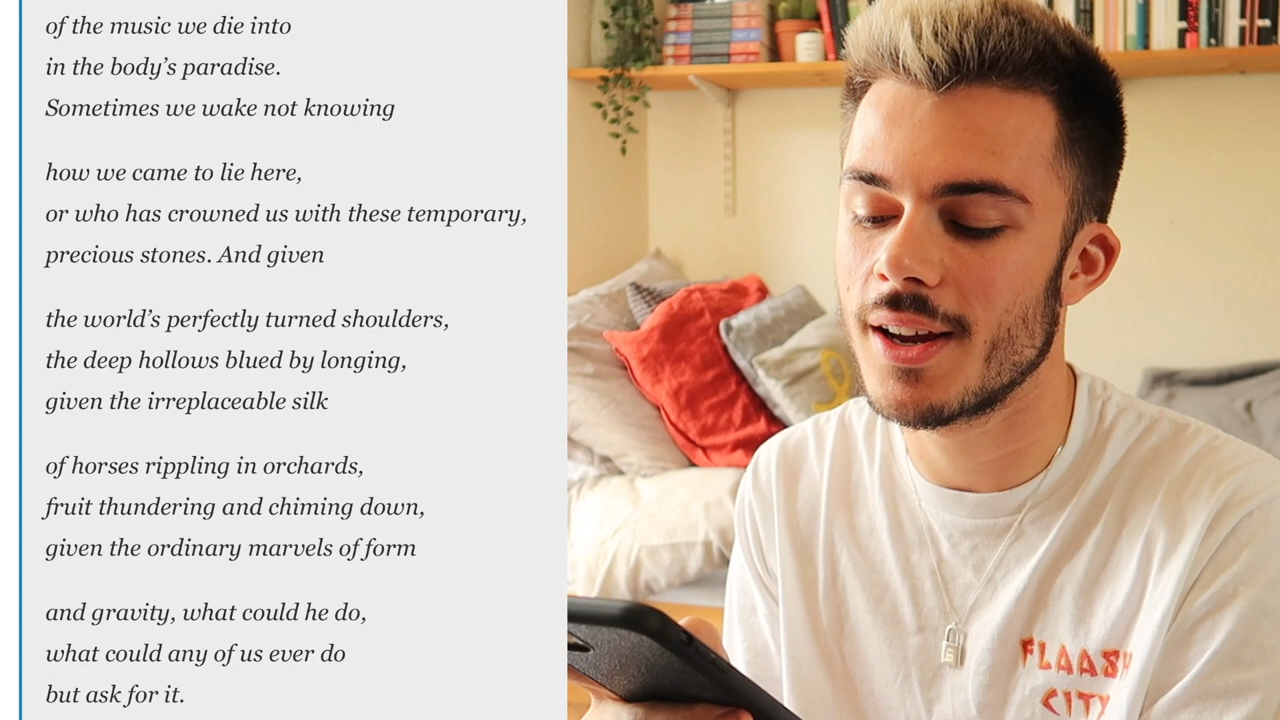 of the music we die into
in the body’s paradise.
Sometimes we wake not knowing
how we came to lie here,
or who has crowned us with these temporary,
precious stones. And given
the world’s perfectly turned shoulders,
the deep hollows blued by longing,
given the irreplaceable silk
of horses rippling in orchards,
fruit thundering and chiming down,
given the ordinary marvels of form
and gravity, what could he do,
what could any of us ever do
but ask for it.
FLAASH
CITY